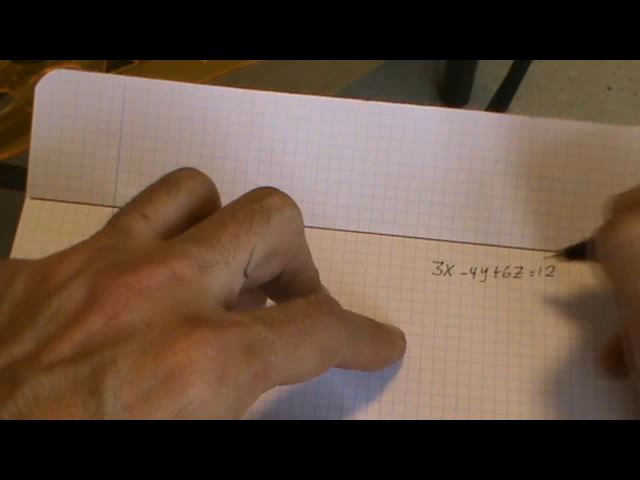 3x - 4y + 6z = 12